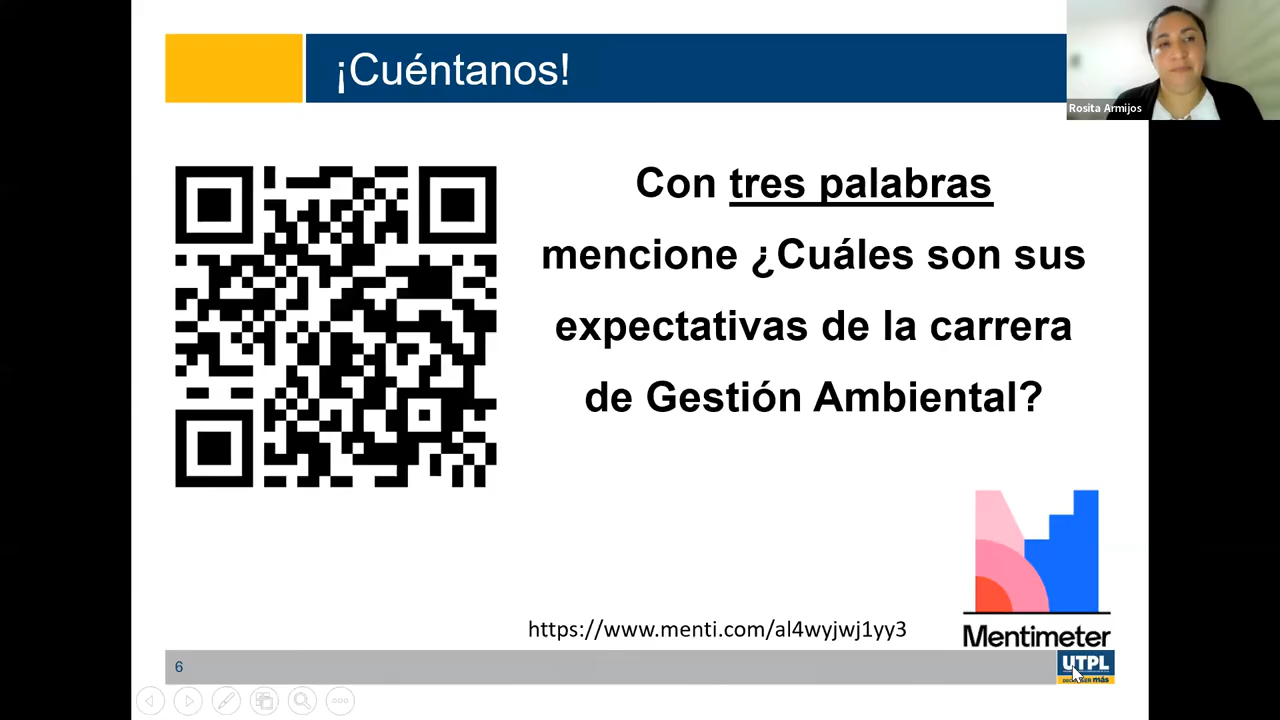 ¡Cuéntanos!
Rosita Armijos
Con tres palabras
mencione ¿Cuáles son sus
expectativas de la carrera
de Gestión Ambiental?
https://www.menti.com/al4wyjwj1yy3
Mentimeter
6
UTPL
más